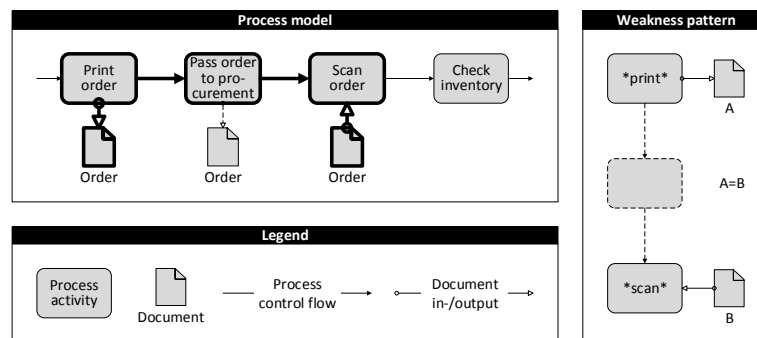 Process model
Print
order
Pass order
to pro-
curement
Scan
order
Check
inventory
Order
Order
Order
Legend
Process
activity
Document
Process
control flow
Document
in-/output
Weakness pattern
*print*
A
A=B
*scan*
B